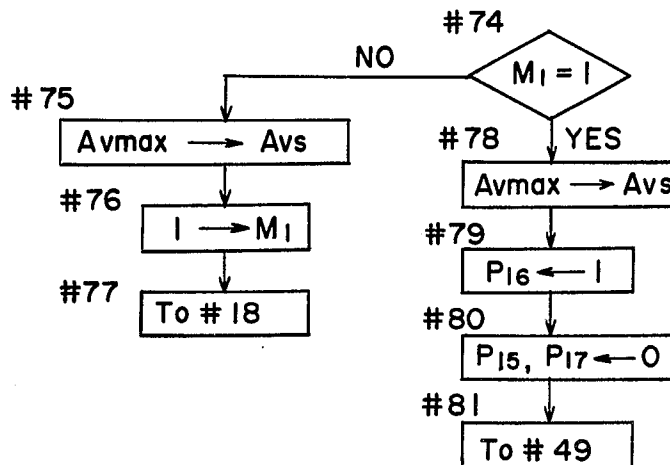 #74
NO
M1 = 1
#75
#78
YES
Avmax → Avs
Avmax → Avs
#76
#79
1 → M1
P16 ← 1
#77
#80
To #18
P15, P17 ← 0
#81
To #49